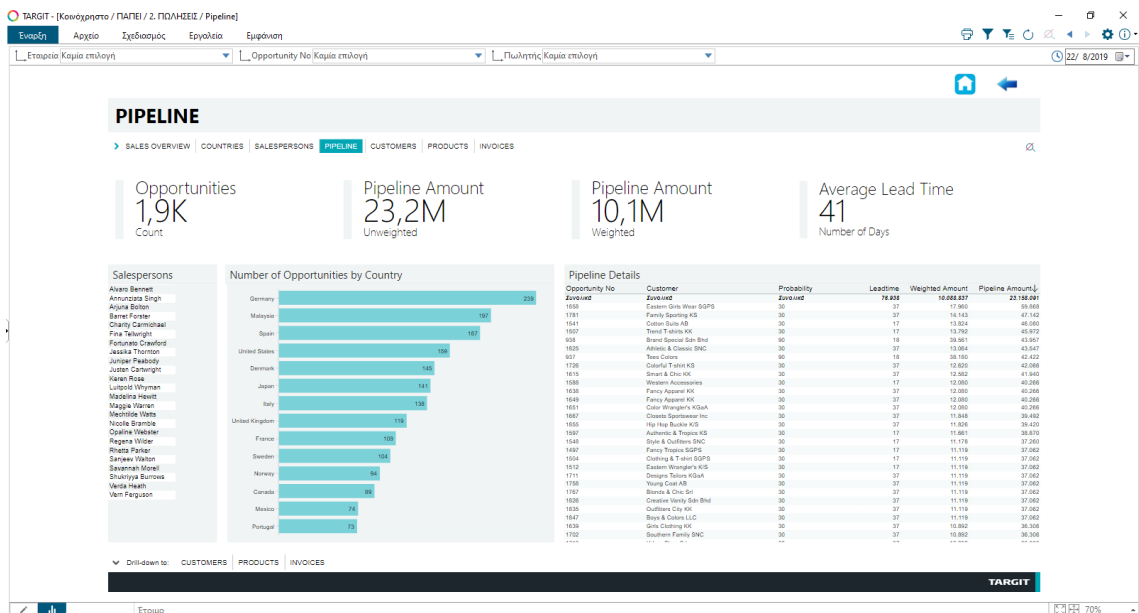 TARGIT - [Κοινόχρηστο / ΠΑΠΕΙ / 2. ΠΩΛΗΣΕΙΣ / Pipeline]
Έναρξη Αρχείο Σχεδιασμός Εργαλεία Εμφάνιση
Εταιρεία Καμία επιλογή Opportunity No Καμία επιλογή Πωλητής Καμία επιλογή 22/ 8/2019
PIPELINE
SALES OVERVIEW COUNTRIES SALESPERSONS PIPELINE CUSTOMERS PRODUCTS INVOICES
Opportunities
1,9K
Count
Pipeline Amount
23,2M
Unweighted
Pipeline Amount
10,1M
Weighted
Average Lead Time
41
Number of Days
Salespersons
Alvaro Bennett
Annunziata Singh
Arjuna Bolton
Barret Forster
Charity Carmichael
Fina Tellwright
Fortunato Crawford
Jessika Thornton
Juniper Peabody
Justen Cartwright
Karen Rose
Luitpold Whyman
Madelina Hewitt
Maggie Warren
Mechtilde Watts
Nicolle Bramble
Opaline Webster
Regena Wilder
Rhetta Parker
Sanjeev Walton
Savannah Morell
Shukriyya Burrows
Verda Heath
Vern Ferguson
Number of Opportunities by Country
Germany 239
Malaysia 197
Spain 187
United States 159
Denmark 145
Japan 141
Italy 138
United Kingdom 119
France 109
Sweden 104
Norway 94
Canada 89
Mexico 74
Portugal 73
Pipeline Details
Opportunity No Customer Probability Leadtime Weighted Amount Pipeline Amount
Συνολικά Συνολικά Συνολικά 76.938 10.088.837 23.158.091
1656 Eastern Girls Wear SGPS 30 37 17.960 59.868
1761 Family Sporting KS 30 37 14.143 47.142
1541 Cotton Suits AB 30 17 13.824 46.080
1507 Trend T-shirts KK 30 17 13.792 45.972
938 Brand Special Sdn Bhd 90 18 39.561 43.957
1625 Athletic & Classic SNC 30 37 13.064 43.547
937 Tees Colors 90 18 38.180 42.422
1726 Colorful T-shirt KS 30 37 12.620 42.066
1615 Smart & Chic KK 30 37 12.582 41.940
1588 Western Accessories 30 17 12.080 40.266
1638 Fancy Apparel KK 30 37 12.080 40.266
1649 Fancy Apparel KK 30 37 12.080 40.266
1651 Color Wrangler's KGaA 30 37 12.080 40.266
1667 Closets Sportswear Inc 30 37 11.848 39.492
1655 Hip Hop Buckle K/S 30 37 11.826 39.420
1597 Authentic & Tropics KS 30 17 11.661 38.870
1548 Style & Outfitters SNC 30 17 11.178 37.260
1497 Fancy Tropics SGPS 30 17 11.119 37.062
1504 Clothing & T-shirt SGPS 30 17 11.119 37.062
1512 Eastern Wrangler's K/S 30 17 11.119 37.062
1711 Designs Tailors KGaA 30 37 11.119 37.062
1758 Young Coat AB 30 37 11.119 37.062
1767 Blonde & Chic Srl 30 37 11.119 37.062
1826 Creative Vanity Sdn Bhd 30 37 11.119 37.062
1835 Outfitters City KK 30 37 11.119 37.062
1847 Boys & Colors LLC 30 37 11.119 37.062
1639 Girls Clothing KK 30 37 10.892 36.306
1702 Southern Family SNC 30 37 10.892 36.306
Drill-down to: CUSTOMERS PRODUCTS INVOICES
TARGIT
Έτοιμο 70%